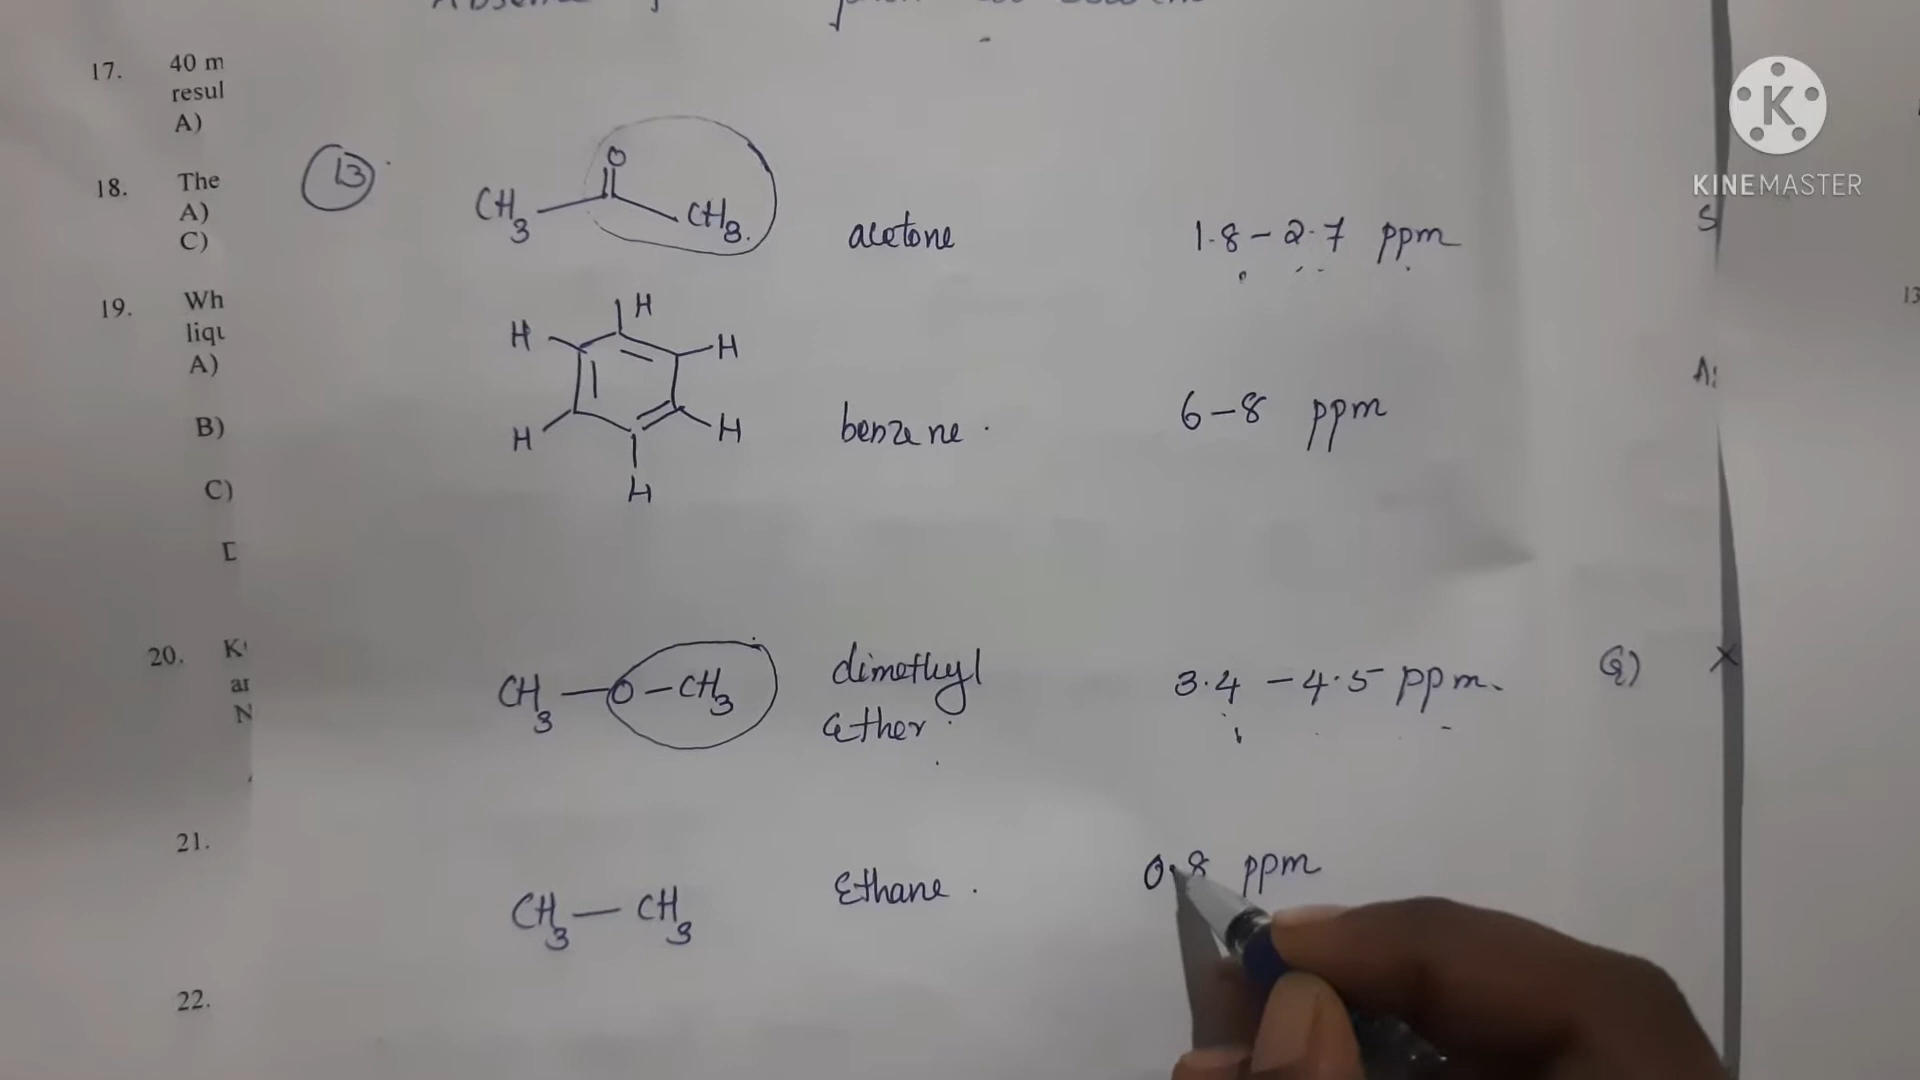 17. 40 m
resul
A)
18. The
A)
C)
19. Wh
liqu
A)
B)
C)
20.
N
21.
22.
13
O
CH3 CH3.
acetone
1.8 - 2.7 ppm
H
H H
H H
H
benzene.
6-8 ppm
CH3-O-CH3
dimethyl
ether.
3.4 - 4.5 ppm.
CH3-CH3
Ethane.
0.8 ppm
KINEMASTER
S
13